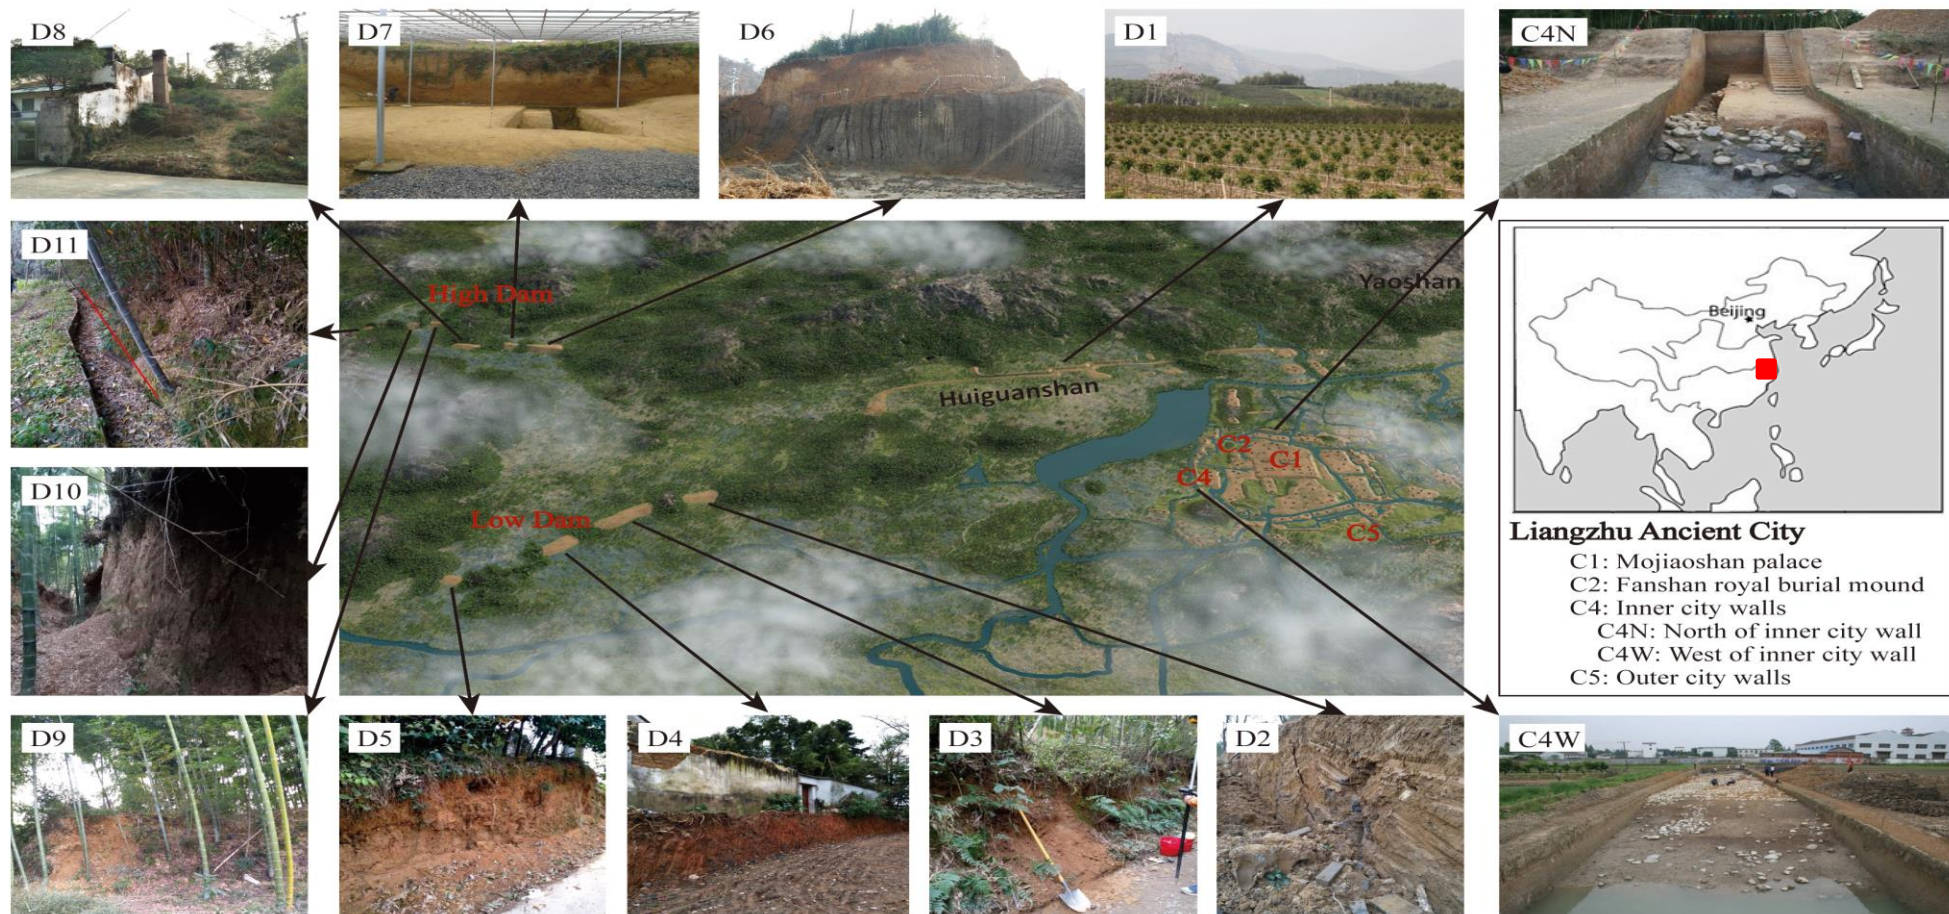 D8
D7
D6
D1
C4N
D11
High Dam
Yaoshan
Huiguanshan
C2
C1
C4
Low Dam
C5
Beijing
Liangzhu Ancient City
C1: Mojiaoshan palace
C2: Fanshan royal burial mound
C4: Inner city walls
C4N: North of inner city wall
C4W: West of inner city wall
C5: Outer city walls
D10
D9
D5
D4
D3
D2
C4W